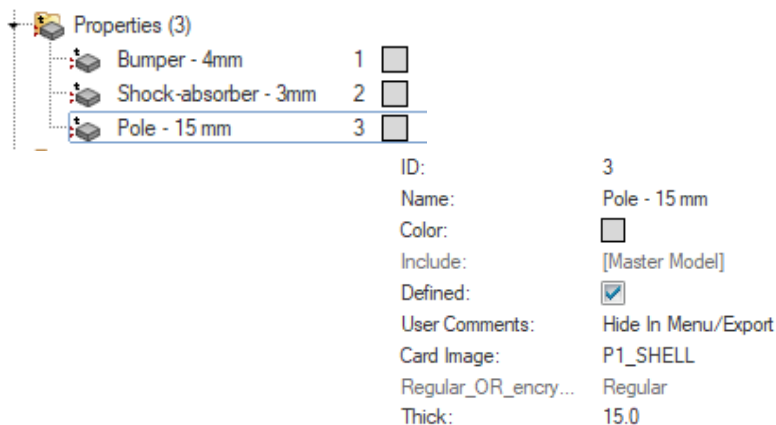 Properties (3)
Bumper - 4mm 1
Shock-absorber - 3mm 2
Pole - 15 mm 3
ID: 3
Name: Pole - 15 mm
Color:
Include: [Master Model]
Defined:
User Comments: Hide In Menu/Export
Card Image: P1_SHELL
Regular_OR_encry... Regular
Thick: 15.0